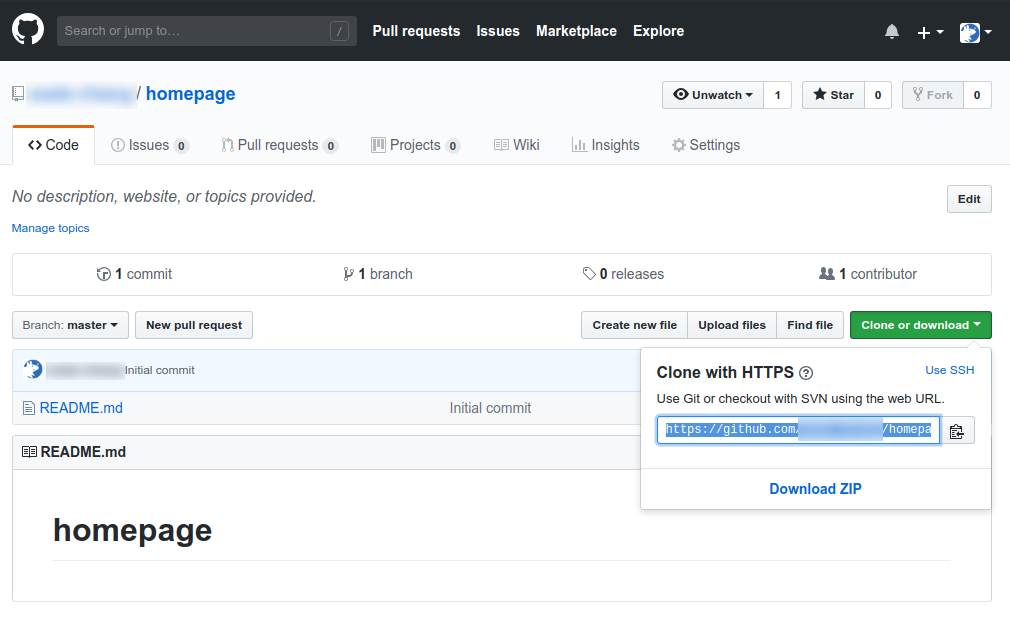 Search or jump to… / Pull requests Issues Marketplace Explore
/ homepage Unwatch 1 Star 0 Fork 0
Code Issues 0 Pull requests 0 Projects 0 Wiki Insights Settings
No description, website, or topics provided. Edit
Manage topics
1 commit 1 branch 0 releases 1 contributor
Branch: master New pull request Create new file Upload files Find file Clone or download
Initial commit
README.md Initial commit
Clone with HTTPS ? Use SSH
Use Git or checkout with SVN using the web URL.
https://github.com/ /homepa
Download ZIP
README.md
homepage